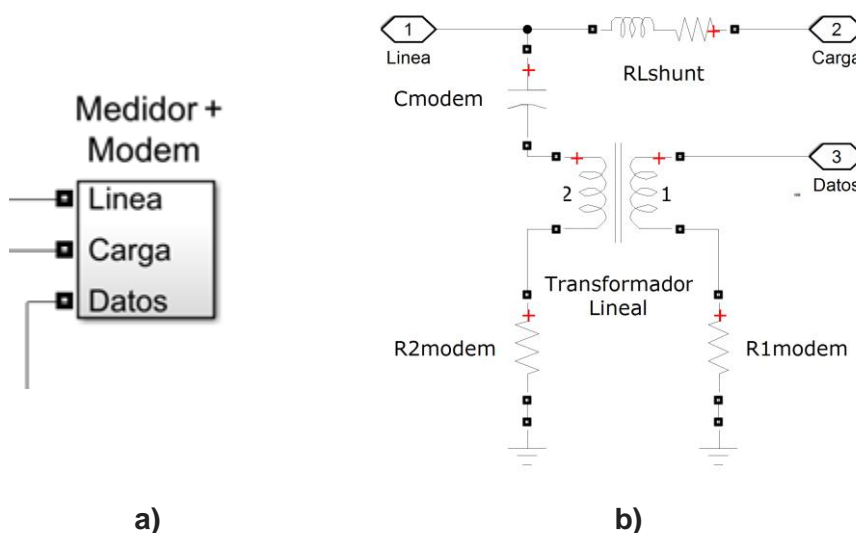 Medidor +
Modem
Linea
Carga
Datos
a)
1
Linea
2
Carga
RLshunt
Cmodem
3
Datos
2
1
Transformador
Lineal
R2modem
R1modem
b)